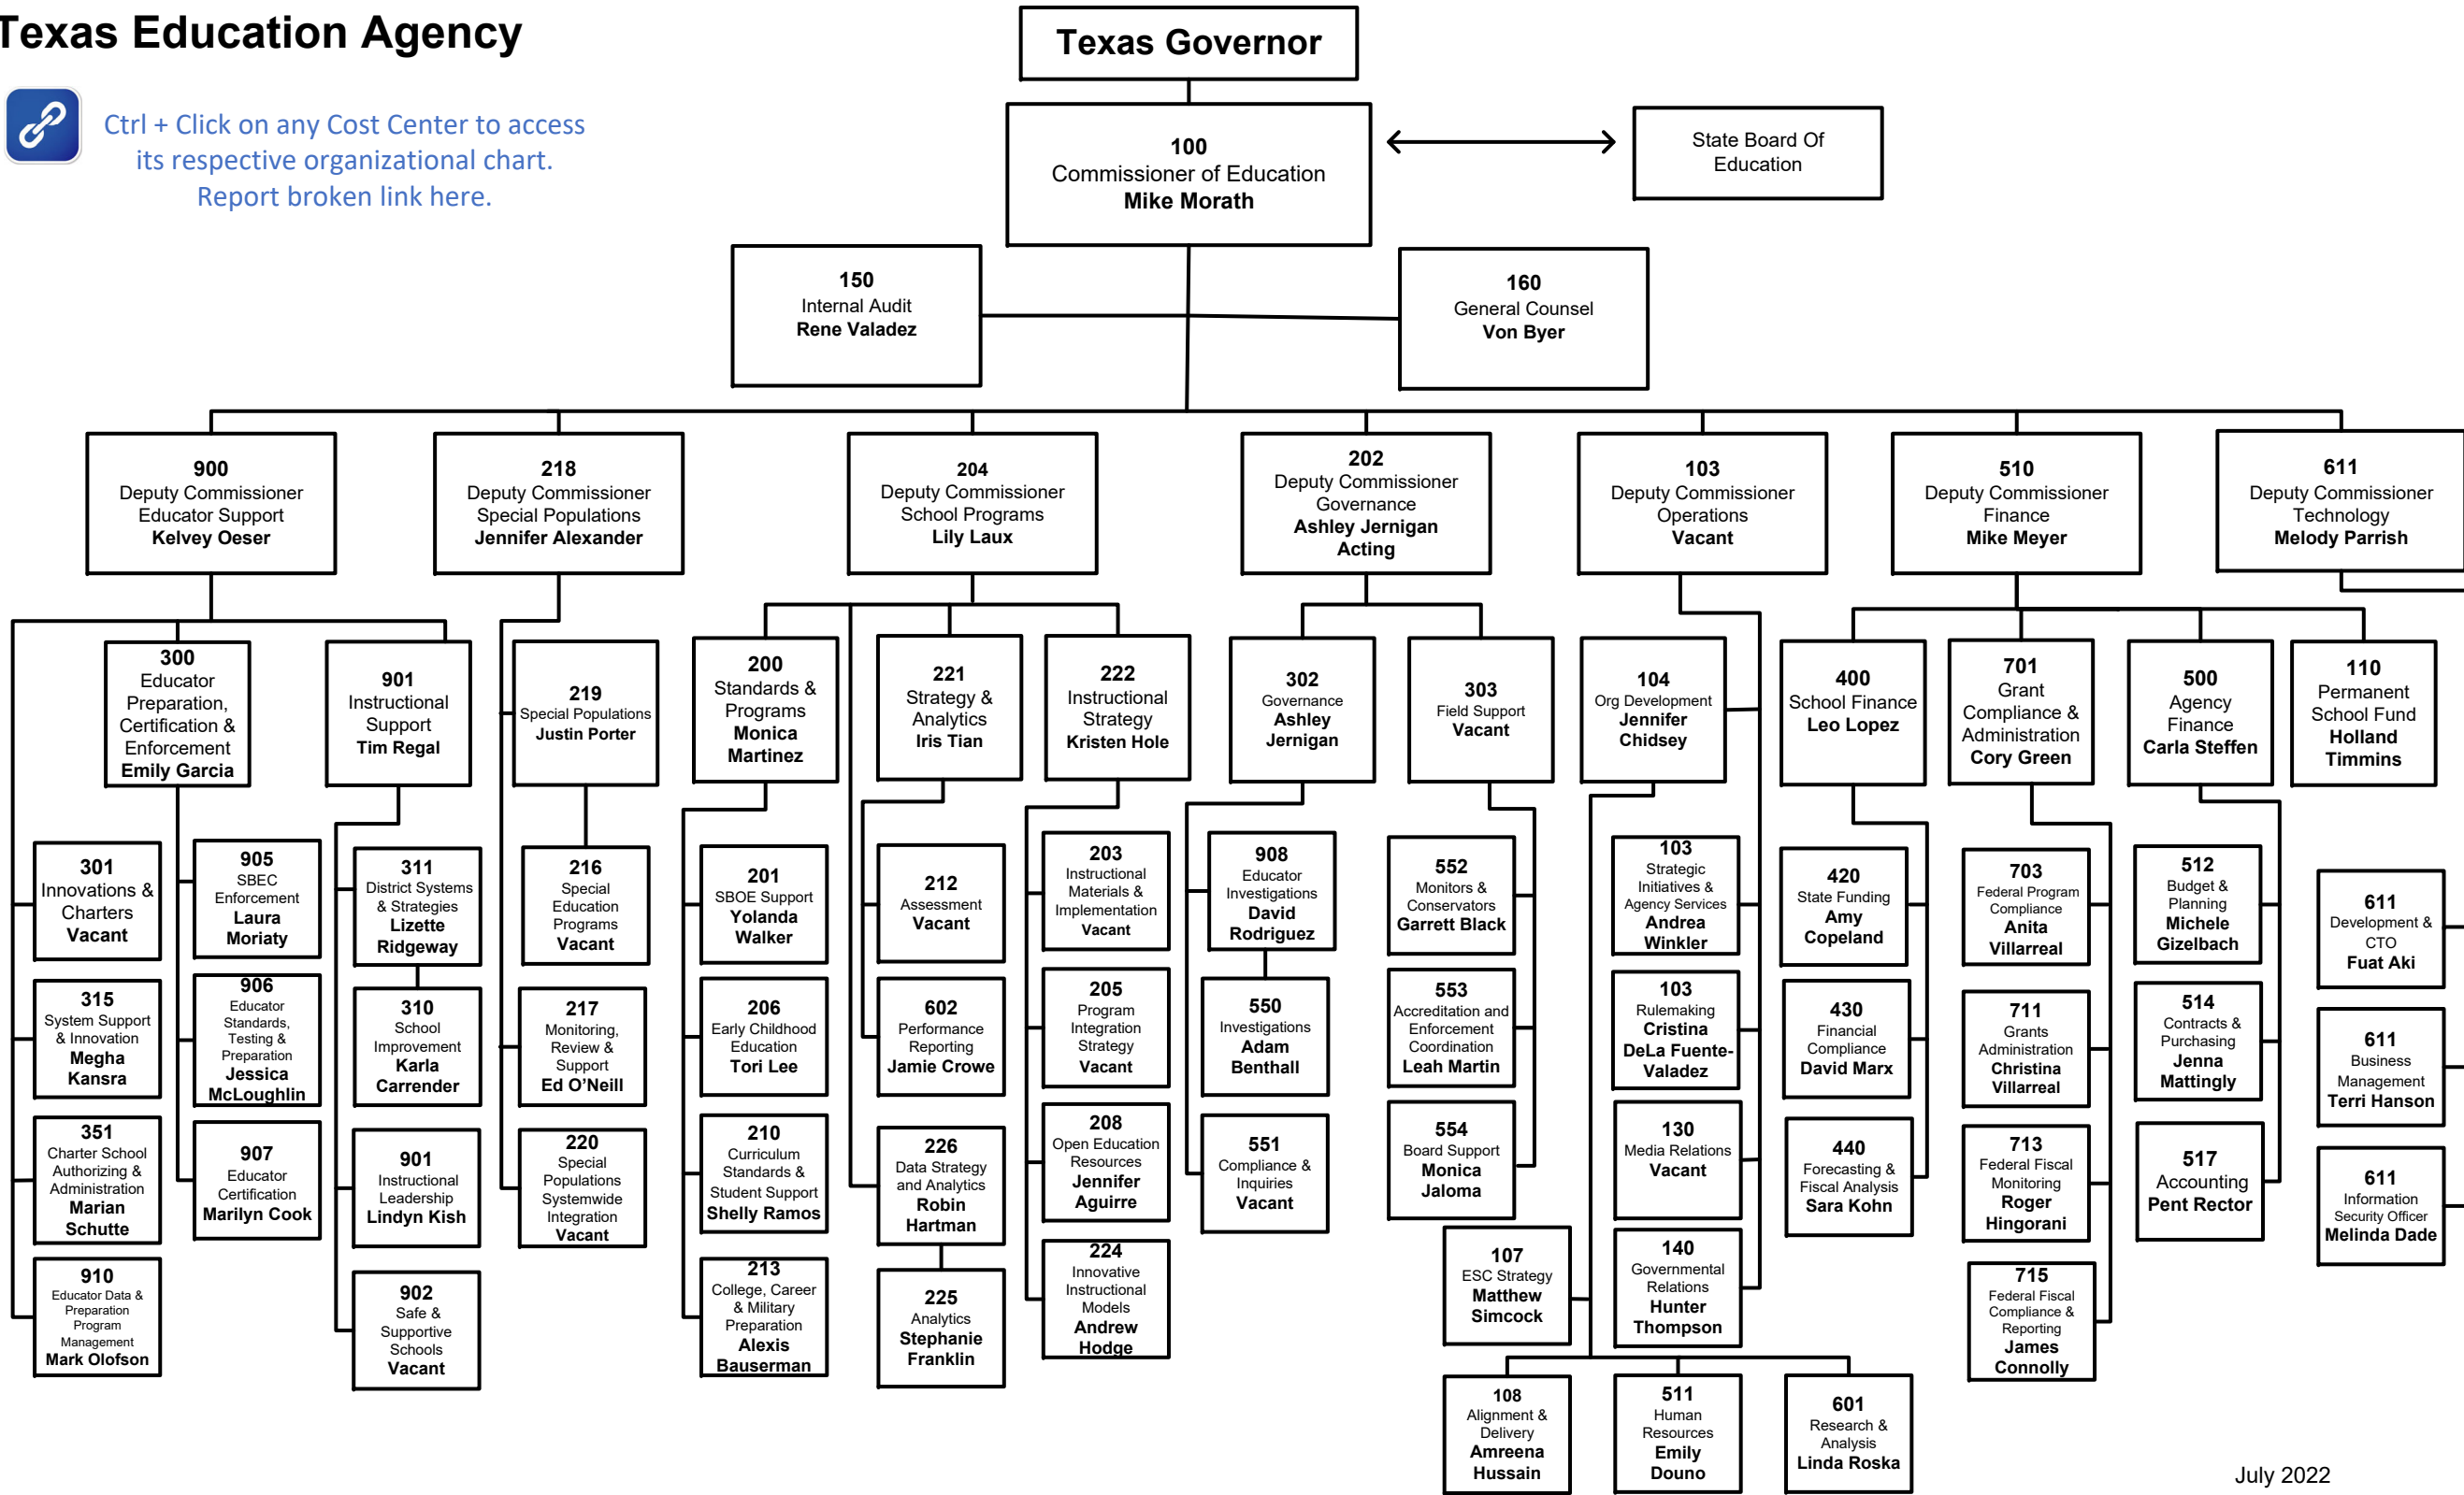 Texas Education Agency
Ctrl + Click on any Cost Center to access
its respective organizational chart.
Report broken link here.
Texas Governor
100
Commissioner of Education
Mike Morath
State Board Of
Education
150
Internal Audit
Rene Valadez
160
General Counsel
Von Byer
900
Deputy Commissioner
Educator Support
Kelvey Oeser
218
Deputy Commissioner
Special Populations
Jennifer Alexander
204
Deputy Commissioner
School Programs
Lily Laux
202
Deputy Commissioner
Governance
Ashley Jernigan
Acting
103
Deputy Commissioner
Operations
Vacant
510
Deputy Commissioner
Finance
Mike Meyer
611
Deputy Commissioner
Technology
Melody Parrish
300
Educator
Preparation,
Certification &
Enforcement
Emily Garcia
901
Instructional
Support
Tim Regal
219
Special Populations
Justin Porter
200
Standards &
Programs
Monica
Martinez
221
Strategy &
Analytics
Iris Tian
222
Instructional
Strategy
Kristen Hole
302
Governance
Ashley
Jernigan
303
Field Support
Vacant
104
Org Development
Jennifer
Chidsey
400
School Finance
Leo Lopez
701
Grant
Compliance &
Administration
Cory Green
500
Agency
Finance
Carla Steffen
110
Permanent
School Fund
Holland
Timmins
301
Innovations &
Charters
Vacant
905
SBEC
Enforcement
Laura
Moriaty
311
District Systems
& Strategies
Lizette
Ridgeway
216
Special
Education
Programs
Vacant
201
SBOE Support
Yolanda
Walker
212
Assessment
Vacant
203
Instructional
Materials &
Implementation
Vacant
908
Educator
Investigations
David
Rodriguez
552
Monitors &
Conservators
Garrett Black
103
Strategic
Initiatives &
Agency Services
Andrea
Winkler
420
State Funding
Amy
Copeland
703
Federal Program
Compliance
Anita
Villarreal
512
Budget &
Planning
Michele
Gizelbach
611
Development &
CTO
Fuat Aki
315
System Support
& Innovation
Megha
Kansra
906
Educator
Standards,
Testing &
Preparation
Jessica
McLoughlin
310
School
Improvement
Karla
Carrender
217
Monitoring,
Review &
Support
Ed O’Neill
206
Early Childhood
Education
Tori Lee
602
Performance
Reporting
Jamie Crowe
205
Program
Integration
Strategy
Vacant
550
Investigations
Adam
Benthall
553
Accreditation and
Enforcement
Coordination
Leah Martin
103
Rulemaking
Cristina
DeLa Fuente-
Valadez
430
Financial
Compliance
David Marx
711
Grants
Administration
Christina
Villarreal
514
Contracts &
Purchasing
Jenna
Mattingly
611
Business
Management
Terri Hanson
351
Charter School
Authorizing &
Administration
Marian
Schutte
907
Educator
Certification
Marilyn Cook
901
Instructional
Leadership
Lindyn Kish
220
Special
Populations
Systemwide
Integration
Vacant
210
Curriculum
Standards &
Student Support
Shelly Ramos
226
Data Strategy
and Analytics
Robin
Hartman
208
Open Education
Resources
Jennifer
Aguirre
551
Compliance &
Inquiries
Vacant
554
Board Support
Monica
Jaloma
130
Media Relations
Vacant
440
Forecasting &
Fiscal Analysis
Sara Kohn
713
Federal Fiscal
Monitoring
Roger
Hingorani
517
Accounting
Pent Rector
611
Information
Security Officer
Melinda Dade
910
Educator Data &
Preparation
Program
Management
Mark Olofson
902
Safe &
Supportive
Schools
Vacant
213
College, Career
& Military
Preparation
Alexis
Bauserman
225
Analytics
Stephanie
Franklin
224
Innovative
Instructional
Models
Andrew
Hodge
107
ESC Strategy
Matthew
Simcock
140
Governmental
Relations
Hunter
Thompson
715
Federal Fiscal
Compliance &
Reporting
James
Connolly
108
Alignment &
Delivery
Amreena
Hussain
511
Human
Resources
Emily
Douno
601
Research &
Analysis
Linda Roska
July 2022